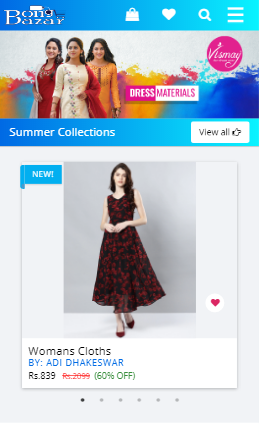 Bong
Bazar
Vismay
DRESS MATERIALS
Summer Collections
View all
NEW!
Womans Cloths
BY: ADI DHAKESWAR
Rs.839 Rs.2099 (60% OFF)